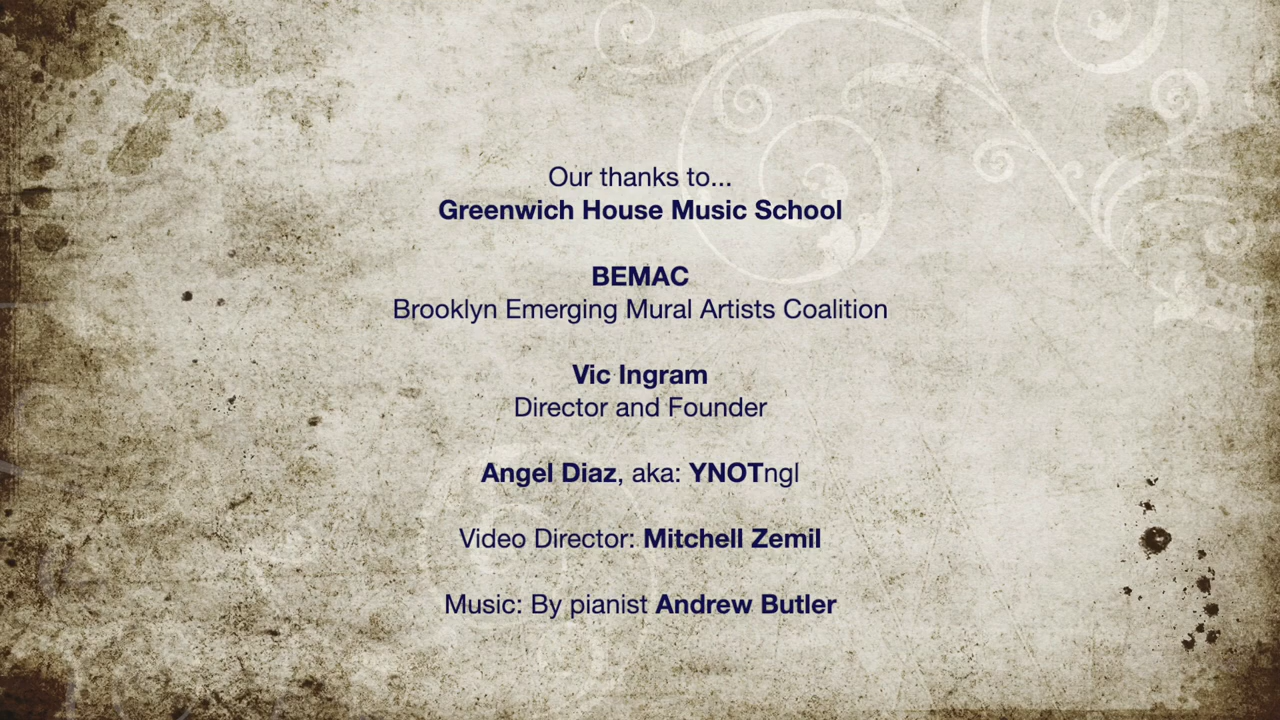 Our thanks to...
Greenwich House Music School
BEMAC
Brooklyn Emerging Mural Artists Coalition
Vic Ingram
Director and Founder
Angel Diaz, aka: YNOTngl
Video Director: Mitchell Zemil
Music: By pianist Andrew Butler